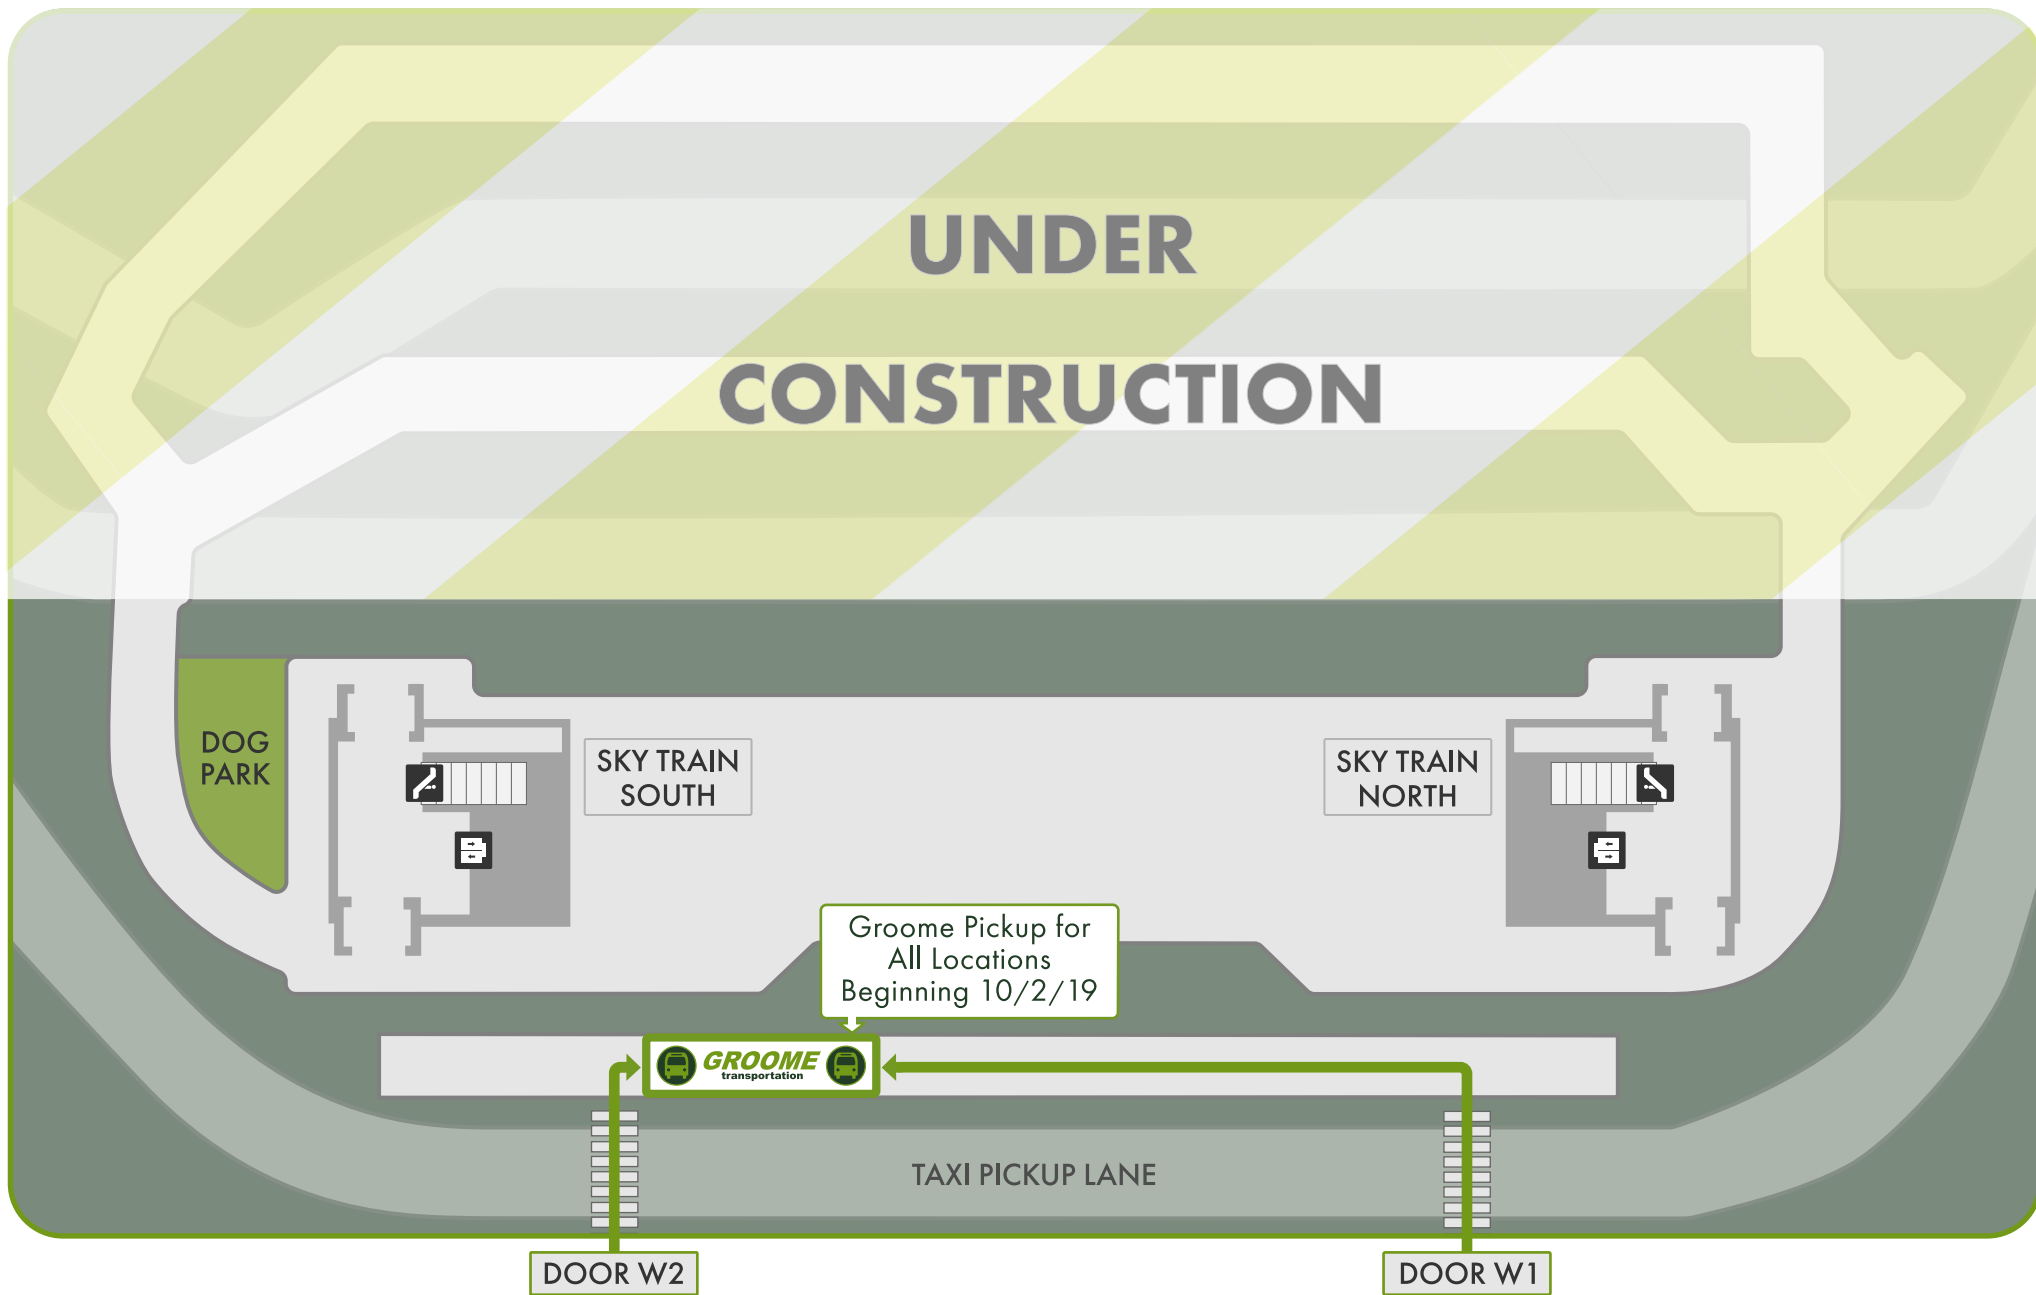 UNDER
CONSTRUCTION
DOG
PARK
SKY TRAIN
SOUTH
SKY TRAIN
NORTH
Groome Pickup for
All Locations
Beginning 10/2/19
GROOME
transportation
TAXI PICKUP LANE
DOOR W2
DOOR W1